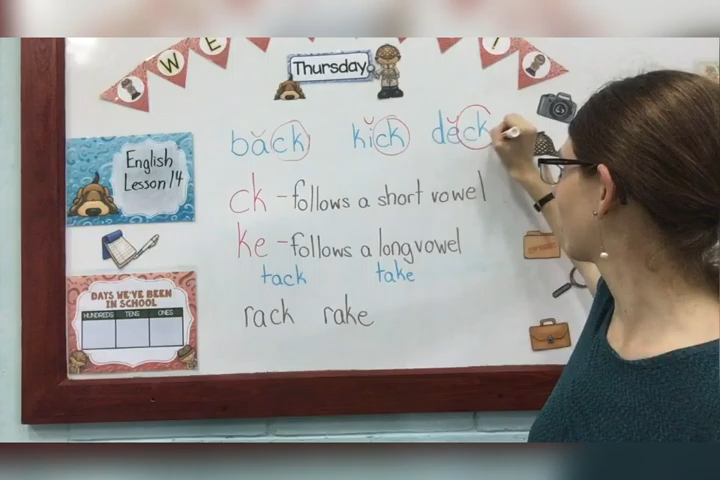 W E !
Thursday
băck kĭck dĕck
English
Lesson 14
ck - follows a short vowel
ke - follows a long vowel
tack take
DAYS WE'VE BEEN
IN SCHOOL
HUNDREDS TENS ONES
rack rake